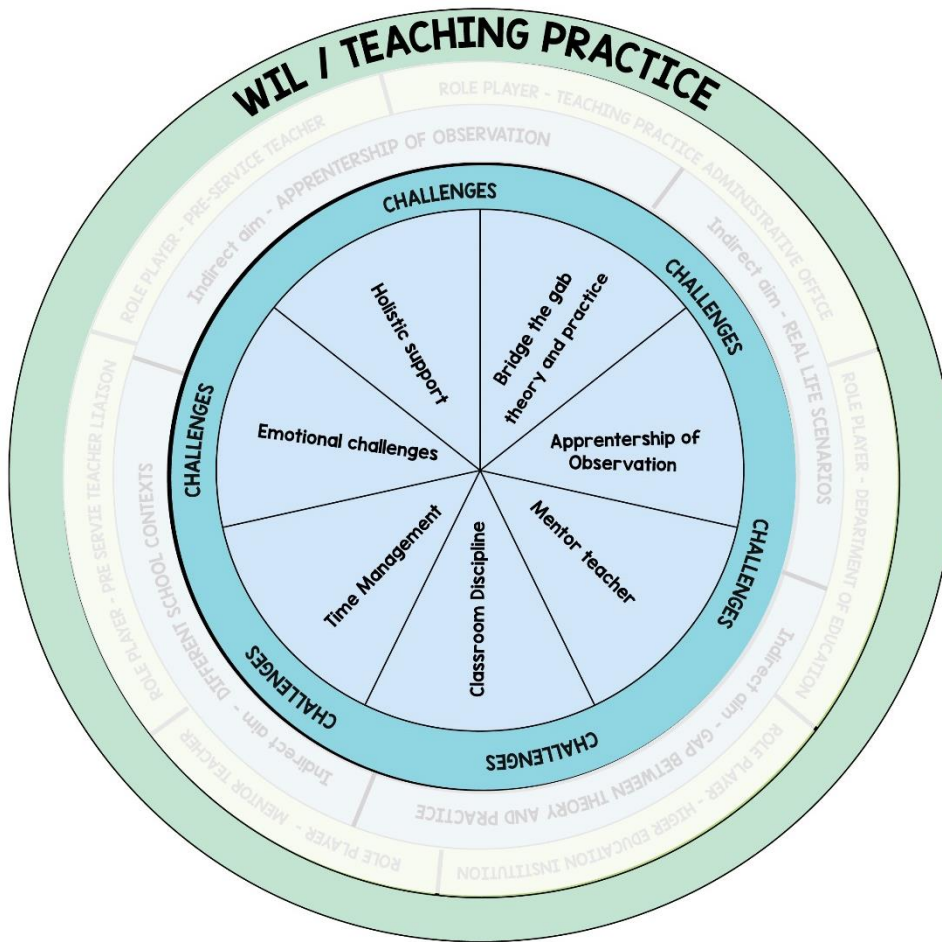 WIL / TEACHING PRACTICE
ROLE PLAYER - PRE-SERVICE TEACHER
ROLE PLAYER - TEACHING PRACTICE ADMINISTRATIVE OFFICE
ROLE PLAYER - DEPARTMENT OF EDUCATION
ROLE PLAYER - HIGER EDUCATION INSTITUTION
ROLE PLAYER - MENTOR TEACHER
ROLE PLAYER - PRE SERVIE TEACHER LIAISON
Indirect aim - APPRENTERSHIP OF OBSERVATION
Indirect aim - REAL LIFE SCENARIOS
Indirect aim - GAP BETWEEN THEORY AND PRACTICE
Indirect aim - DIFFERENT SCHOOL CONTEXTS
CHALLENGES
CHALLENGES
CHALLENGES
CHALLENGES
CHALLENGES
CHALLENGES
Bridge the gab
theory and practice
Apprentership of
Observation
Mentor teacher
Classroom Discipline
Time Management
Emotional challenges
Holistic
support